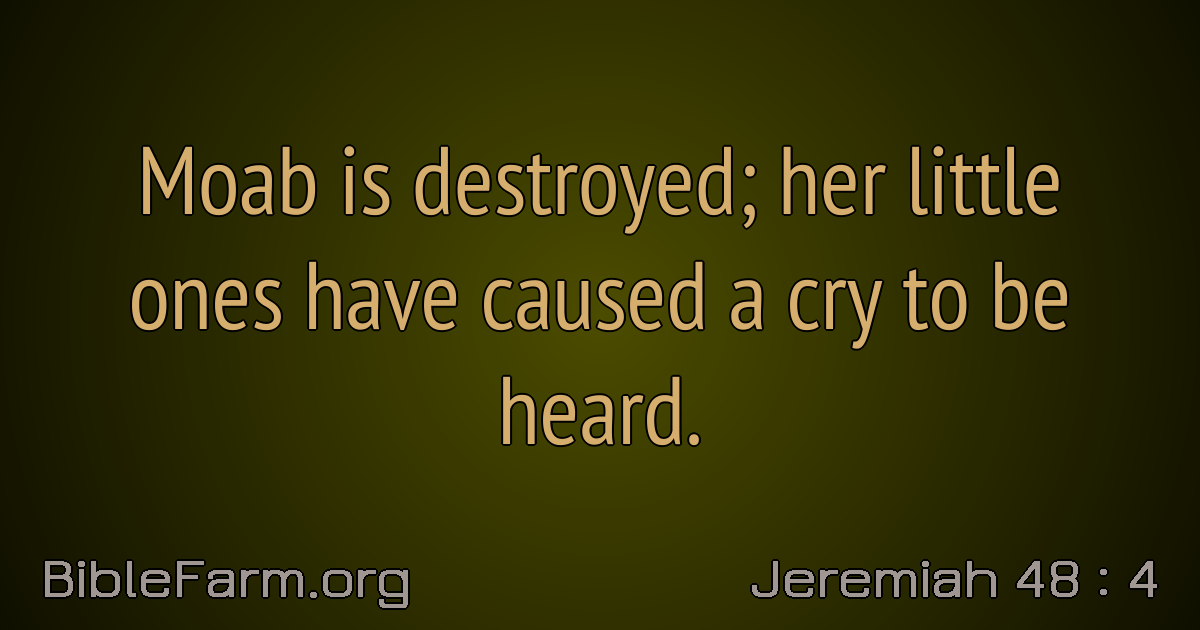 Moab is destroyed; her little
ones have caused a cry to be
heard.
BibleFarm.org
Jeremiah 48 : 4